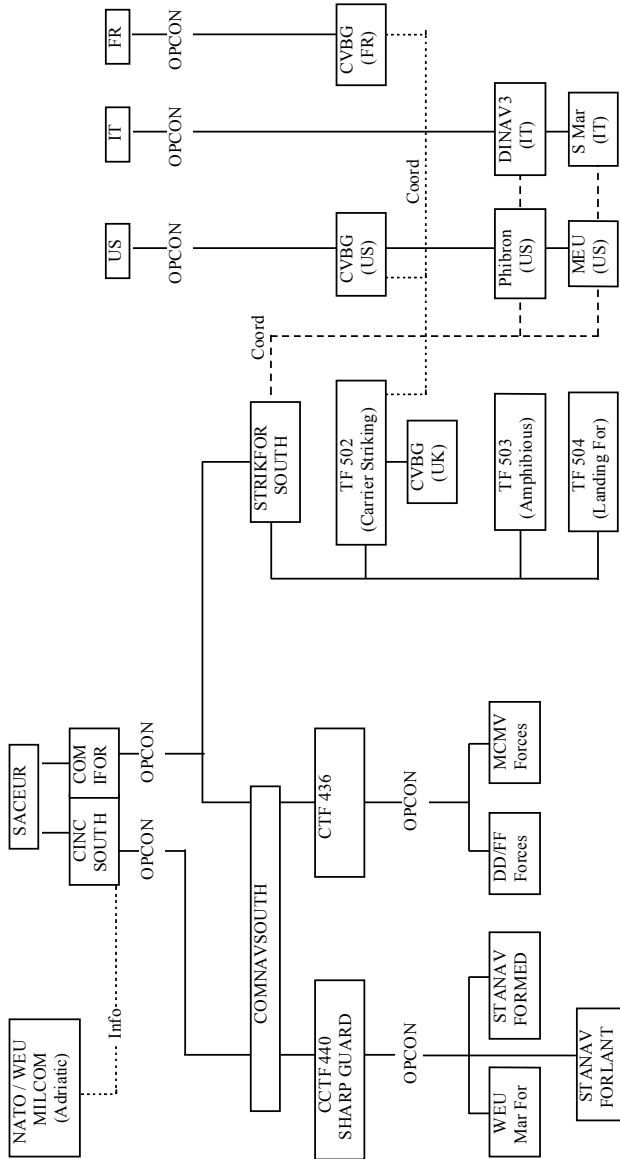 NATO / WEU
MILCOM
(Adriatic)
Info
SACEUR
CINC
SOUTH
COM
IFOR
OPCON
OPCON
US
IT
FR
OPCON
OPCON
OPCON
COMNAVSOUTH
STRIKFOR
SOUTH
Coord
CCTF 440
SHARP GUARD
CTF 436
TF 502
(Carrier Striking)
CVBG
(US)
CVBG
(FR)
CVBG
(UK)
Coord
OPCON
OPCON
WEU
Mar For
STANAV
FORMED
DD/FF
Forces
MCMV
Forces
TF 503
(Amphibious)
Phibron
(US)
DINAV3
(IT)
STANAV
FORLANT
TF 504
(Landing For)
MEU
(US)
S Mar
(IT)